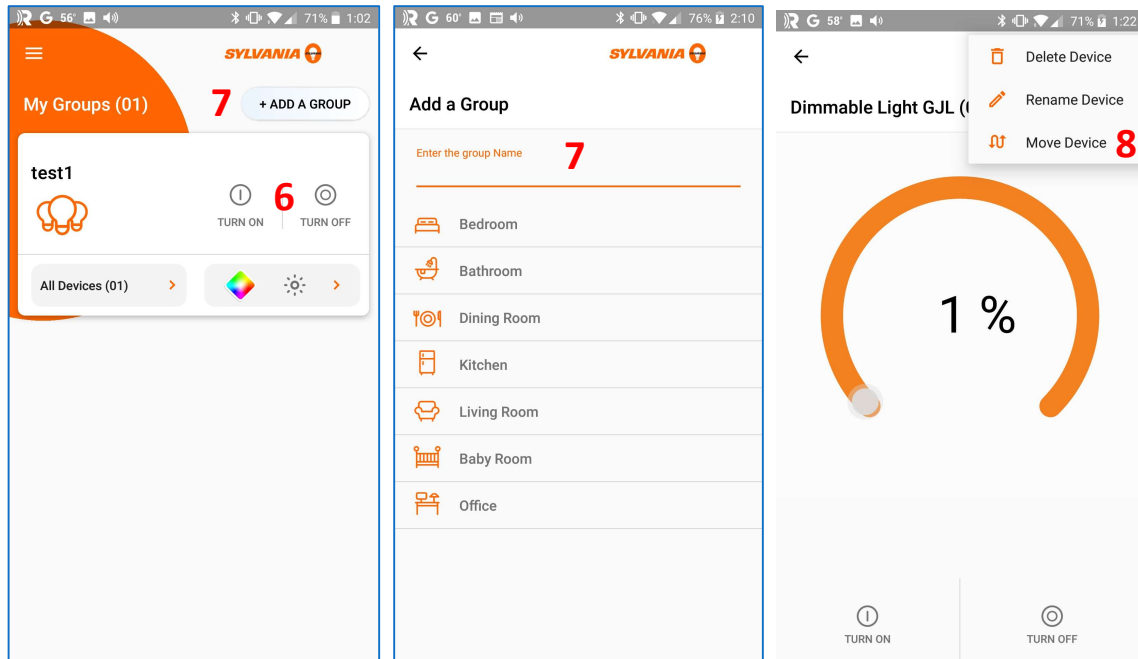 G 56° 71% 1:02
SYLVANIA
My Groups (01)
7
+ ADD A GROUP
test1
6
TURN ON
TURN OFF
All Devices (01)
G 60° 76% 2:10
SYLVANIA
Add a Group
Enter the group Name
7
Bedroom
Bathroom
Dining Room
Kitchen
Living Room
Baby Room
Office
G 58° 71% 1:22
Delete Device
Dimmable Light GJL (
Rename Device
Move Device
8
1 %
TURN ON
TURN OFF